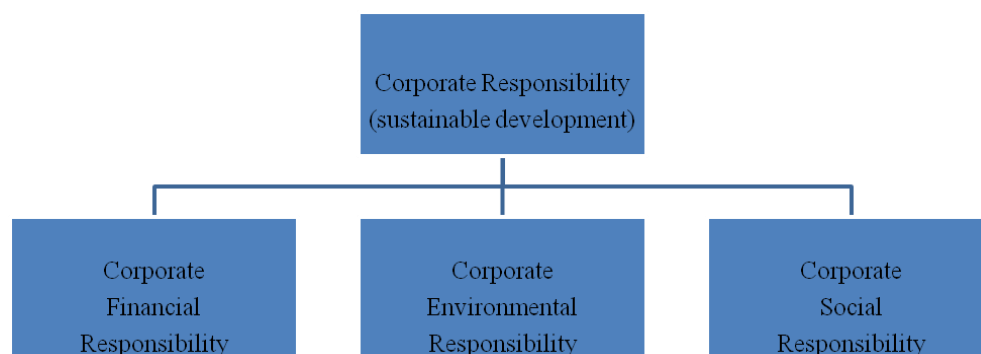 Corporate Responsibility
(sustainable development)
Corporate
Financial
Responsibility
Corporate
Environmental
Responsibility
Corporate
Social
Responsibility